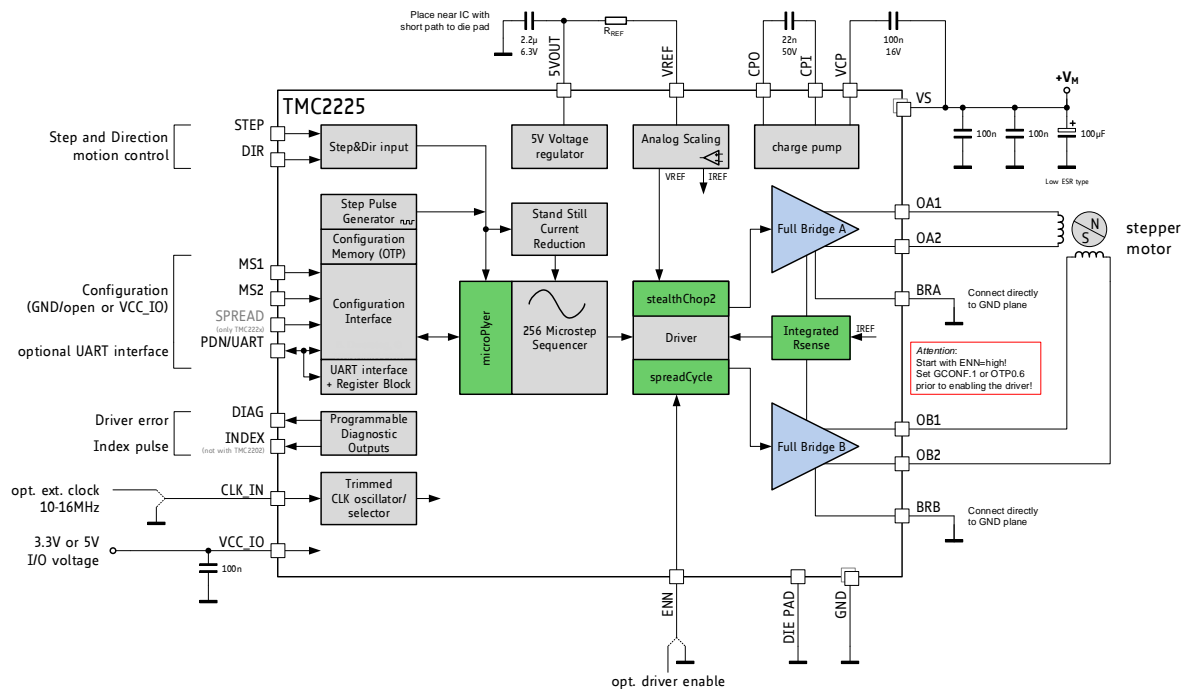 Place near IC with
short path to die pad
2.2µ
6.3V
RREF
5VOUT
VREF
22n
50V
CPO
CPI
VCP
100n
16V
+VM
VS
100n
100n
+
100µF
Low ESR type
TMC2225
Step and Direction
motion control
STEP
DIR
Step&Dir input
5V Voltage
regulator
Analog Scaling
VREF
IREF
charge pump
Step Pulse
Generator
Configuration
Memory (OTP)
Configuration
Interface
UART interface
+ Register Block
Stand Still
Current
Reduction
Configuration
(GND/open or VCC_IO)
optional UART interface
MS1
MS2
SPREAD
(only TMC222x)
PDN/UART
microPlyer
256 Microstep
Sequencer
stealthChop2
Driver
spreadCycle
Integrated
Rsense
IREF
Full Bridge A
Full Bridge B
OA1
OA2
N
S
stepper
motor
BRA
Connect directly
to GND plane
Attention:
Start with ENN=high!
Set GCONF.1 or OTP0.6
prior to enabling the driver!
OB1
OB2
BRB
Connect directly
to GND plane
Driver error
Index pulse
DIAG
INDEX
(not with TMC2202)
Programmable
Diagnostic
Outputs
opt. ext. clock
10-16MHz
CLK_IN
Trimmed
CLK oscillator/
selector
3.3V or 5V
I/O voltage
VCC_IO
100n
ENN
DIE PAD
GND
opt. driver enable